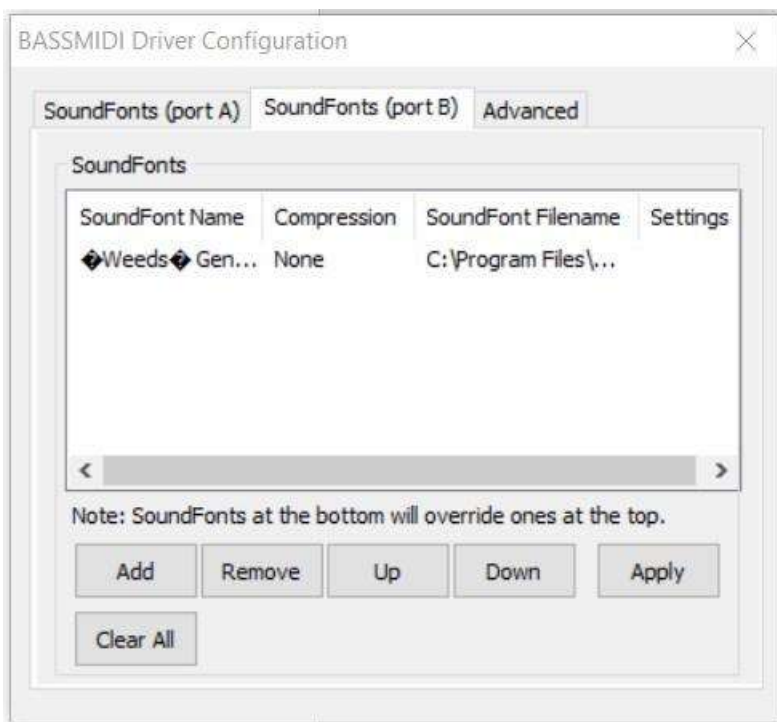 BASSMIDI Driver Configuration
SoundFonts (port A) SoundFonts (port B) Advanced
SoundFonts
SoundFont Name Compression SoundFont Filename Settings
�Weeds� Gen... None C:\Program Files\...
Note: SoundFonts at the bottom will override ones at the top.
Add Remove Up Down Apply
Clear All